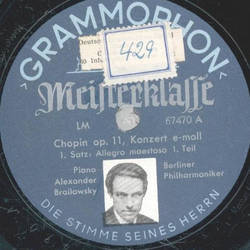 GRAMMOPHON
429
Meisterklasse
LM
67470 A
Chopin op. 11, Konzert e-moll
1. Satz: Allegro maestoso 1. Teil
Piano
Alexander
Brailowsky
Berliner
Philharmoniker
DIE STIMME SEINES HERRN